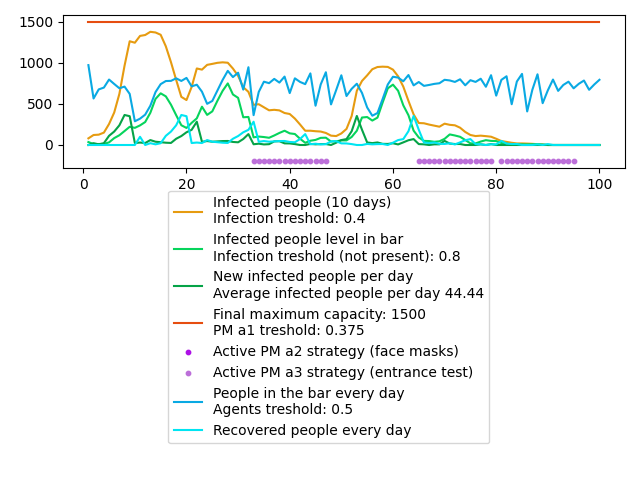 1500
1000
500
0
0 20 40 60 80 100
Infected people (10 days)
Infection treshold: 0.4
Infected people level in bar
Infection treshold (not present): 0.8
New infected people per day
Average infected people per day 44.44
Final maximum capacity: 1500
PM a1 treshold: 0.375
Active PM a2 strategy (face masks)
Active PM a3 strategy (entrance test)
People in the bar every day
Agents treshold: 0.5
Recovered people every day